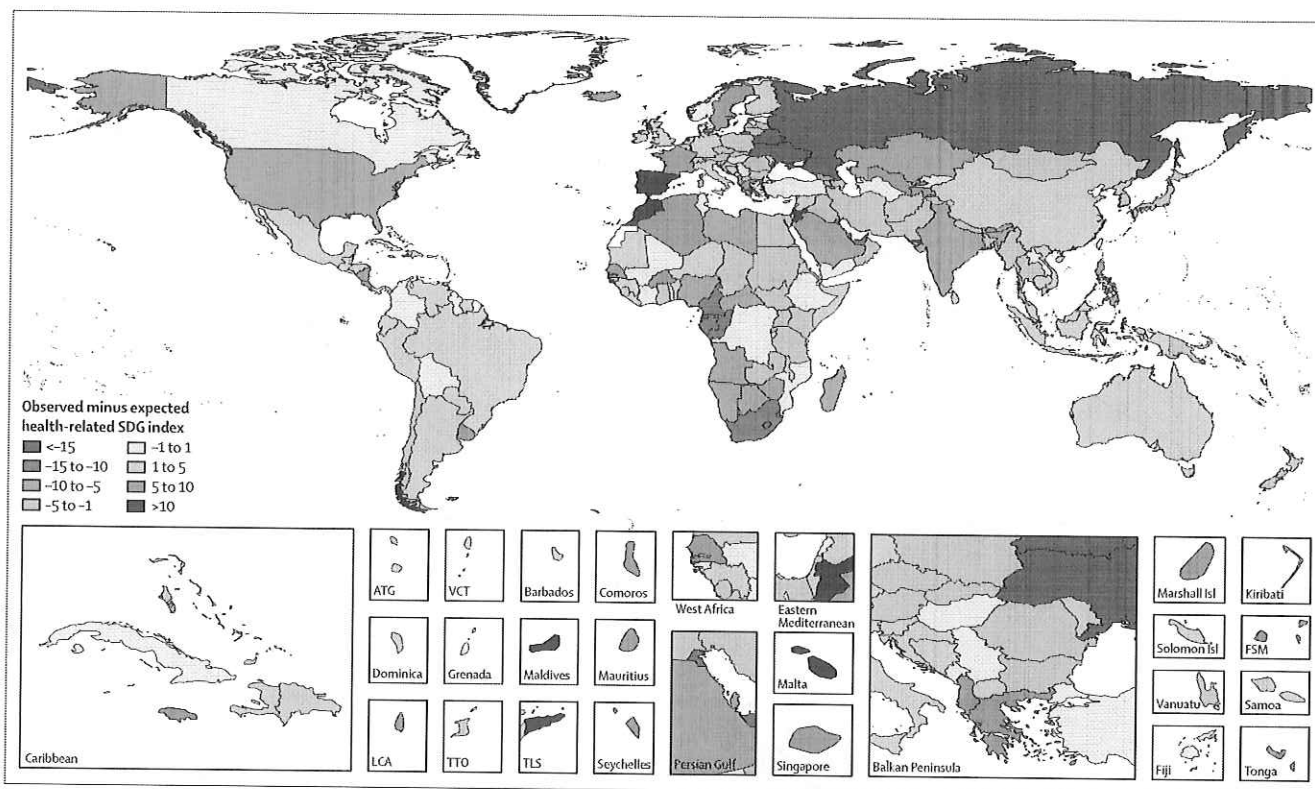 Observed minus expected
health-related SDG index
<-15
-15 to -10
-10 to -5
-5 to -1
-1 to 1
1 to 5
5 to 10
>10
Caribbean
ATG
VCT
Barbados
Comoros
Dominica
Grenada
Maldives
Mauritius
LCA
TTO
TLS
Seychelles
West Africa
Eastern
Mediterranean
Persian Gulf
Malta
Singapore
Balkan Peninsula
Marshall Isl
Kiribati
Solomon Isl
FSM
Vanuatu
Samoa
Fiji
Tonga